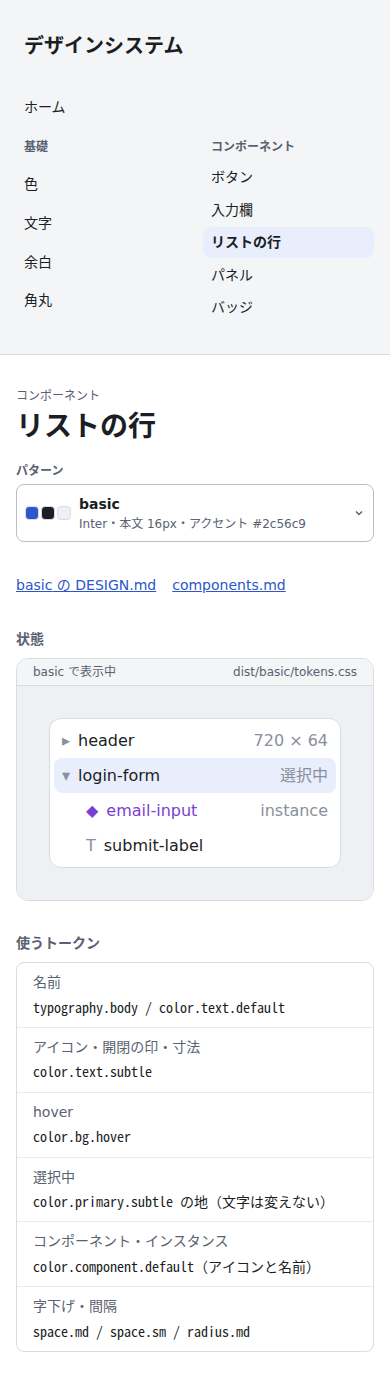 デザインシステム
ホーム
基礎
色
文字
余白
角丸
コンポーネント
ボタン
入力欄
リストの行
パネル
バッジ
コンポーネント
リストの行
パターン
basic
Inter・本文 16px・アクセント #2c56c9
basic の DESIGN.md components.md
状態
basic で表示中 dist/basic/tokens.css
▸ header 720 × 64
▾ login-form 選択中
◆ email-input instance
T submit-label
使うトークン
名前
typography.body / color.text.default
アイコン・開閉の印・寸法
color.text.subtle
hover
color.bg.hover
選択中
color.primary.subtle の地（文字は変えない）
コンポーネント・インスタンス
color.component.default（アイコンと名前）
字下げ・間隔
space.md / space.sm / radius.md